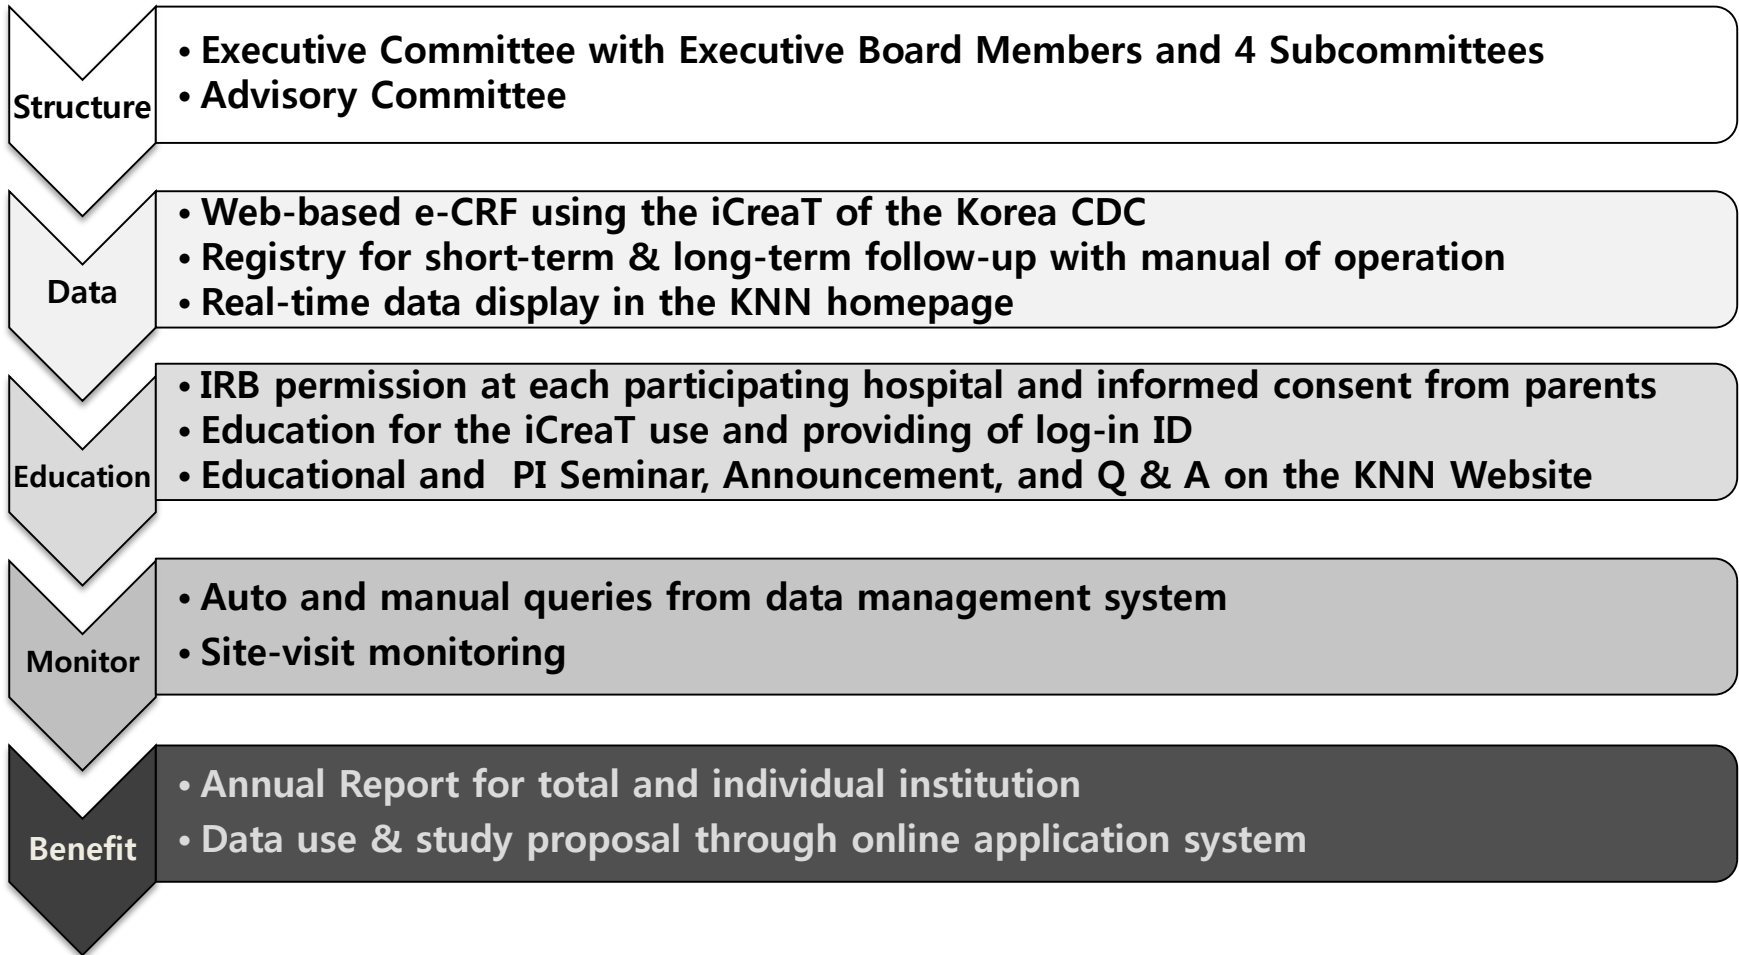 Structure
• Executive Committee with Executive Board Members and 4 Subcommittees
• Advisory Committee
Data
• Web-based e-CRF using the iCreaT of the Korea CDC
• Registry for short-term & long-term follow-up with manual of operation
• Real-time data display in the KNN homepage
Education
• IRB permission at each participating hospital and informed consent from parents
• Education for the iCreaT use and providing of log-in ID
• Educational and  PI Seminar, Announcement, and Q & A on the KNN Website
Monitor
• Auto and manual queries from data management system
• Site-visit monitoring
Benefit
• Annual Report for total and individual institution
• Data use & study proposal through online application system